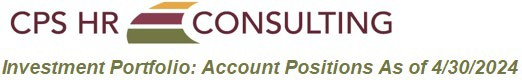 CPS HR CONSULTING
Investment Portfolio: Account Positions As of 4/30/2024